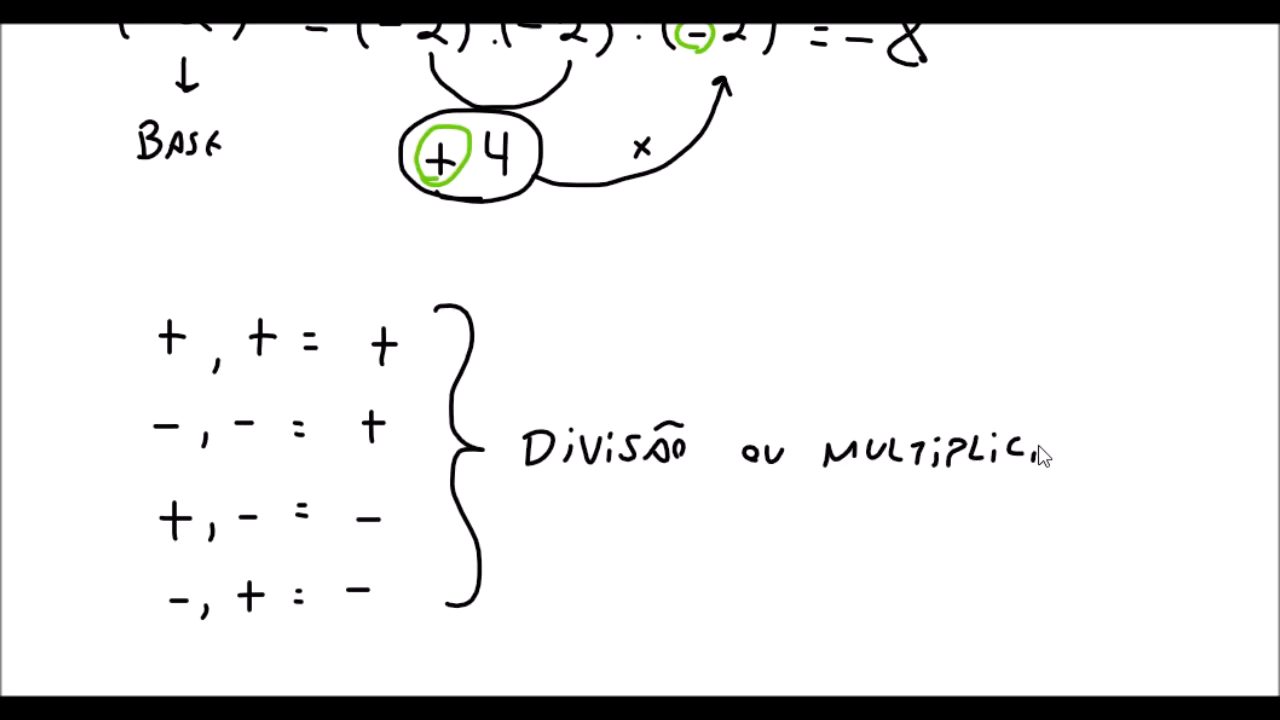 = (-2).(-2).(-2) = -8
BASE
+4
x
+, + = +
-, - = +
+, - = -
-, + = -
DIVISÃO OU MULTIPLIC